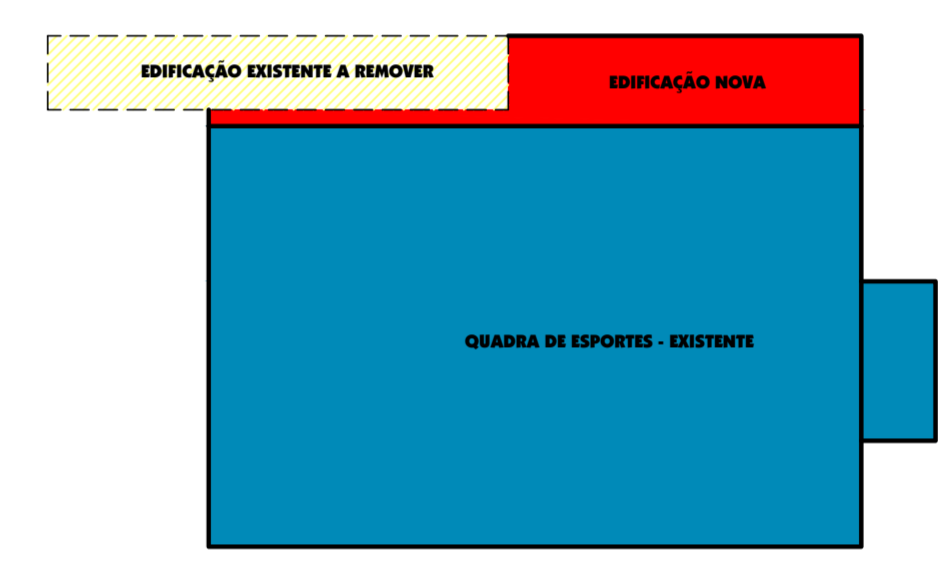 EDIFICAÇÃO EXISTENTE A REMOVER
EDIFICAÇÃO NOVA
QUADRA DE ESPORTES - EXISTENTE